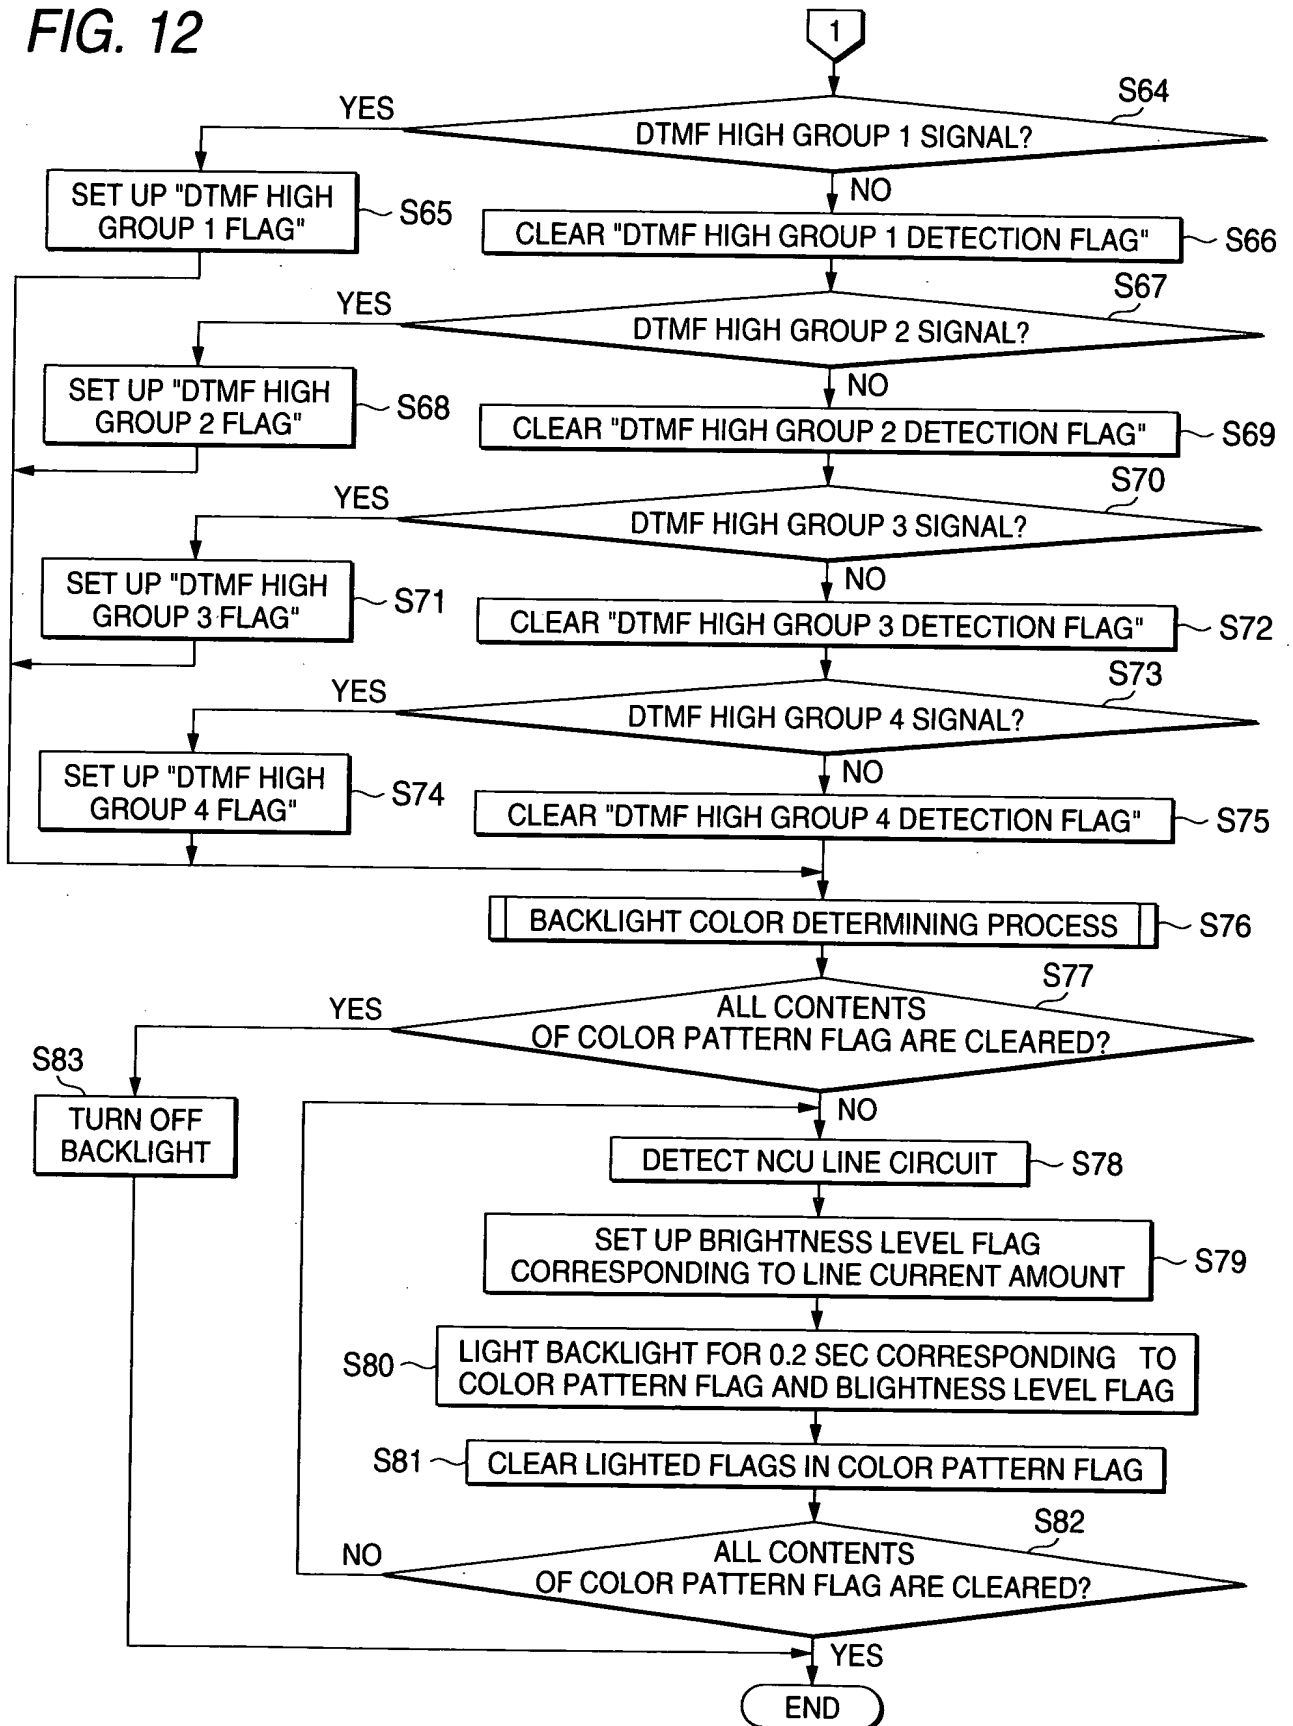 FIG. 12
1
S64
YES
DTMF HIGH GROUP 1 SIGNAL?
NO
SET UP "DTMF HIGH
GROUP 1 FLAG"
S65
CLEAR "DTMF HIGH GROUP 1 DETECTION FLAG"
S66
S67
YES
DTMF HIGH GROUP 2 SIGNAL?
NO
SET UP "DTMF HIGH
GROUP 2 FLAG"
S68
CLEAR "DTMF HIGH GROUP 2 DETECTION FLAG"
S69
S70
YES
DTMF HIGH GROUP 3 SIGNAL?
NO
SET UP "DTMF HIGH
GROUP 3 FLAG"
S71
CLEAR "DTMF HIGH GROUP 3 DETECTION FLAG"
S72
S73
YES
DTMF HIGH GROUP 4 SIGNAL?
NO
SET UP "DTMF HIGH
GROUP 4 FLAG"
S74
CLEAR "DTMF HIGH GROUP 4 DETECTION FLAG"
S75
BACKLIGHT COLOR DETERMINING PROCESS
S76
S77
YES
ALL CONTENTS
OF COLOR PATTERN FLAG ARE CLEARED?
NO
S83
TURN OFF
BACKLIGHT
DETECT NCU LINE CIRCUIT
S78
SET UP BRIGHTNESS LEVEL FLAG
CORRESPONDING TO LINE CURRENT AMOUNT
S79
S80
LIGHT BACKLIGHT FOR 0.2 SEC CORRESPONDING TO
COLOR PATTERN FLAG AND BLIGHTNESS LEVEL FLAG
S81
CLEAR LIGHTED FLAGS IN COLOR PATTERN FLAG
S82
NO
ALL CONTENTS
OF COLOR PATTERN FLAG ARE CLEARED?
YES
END